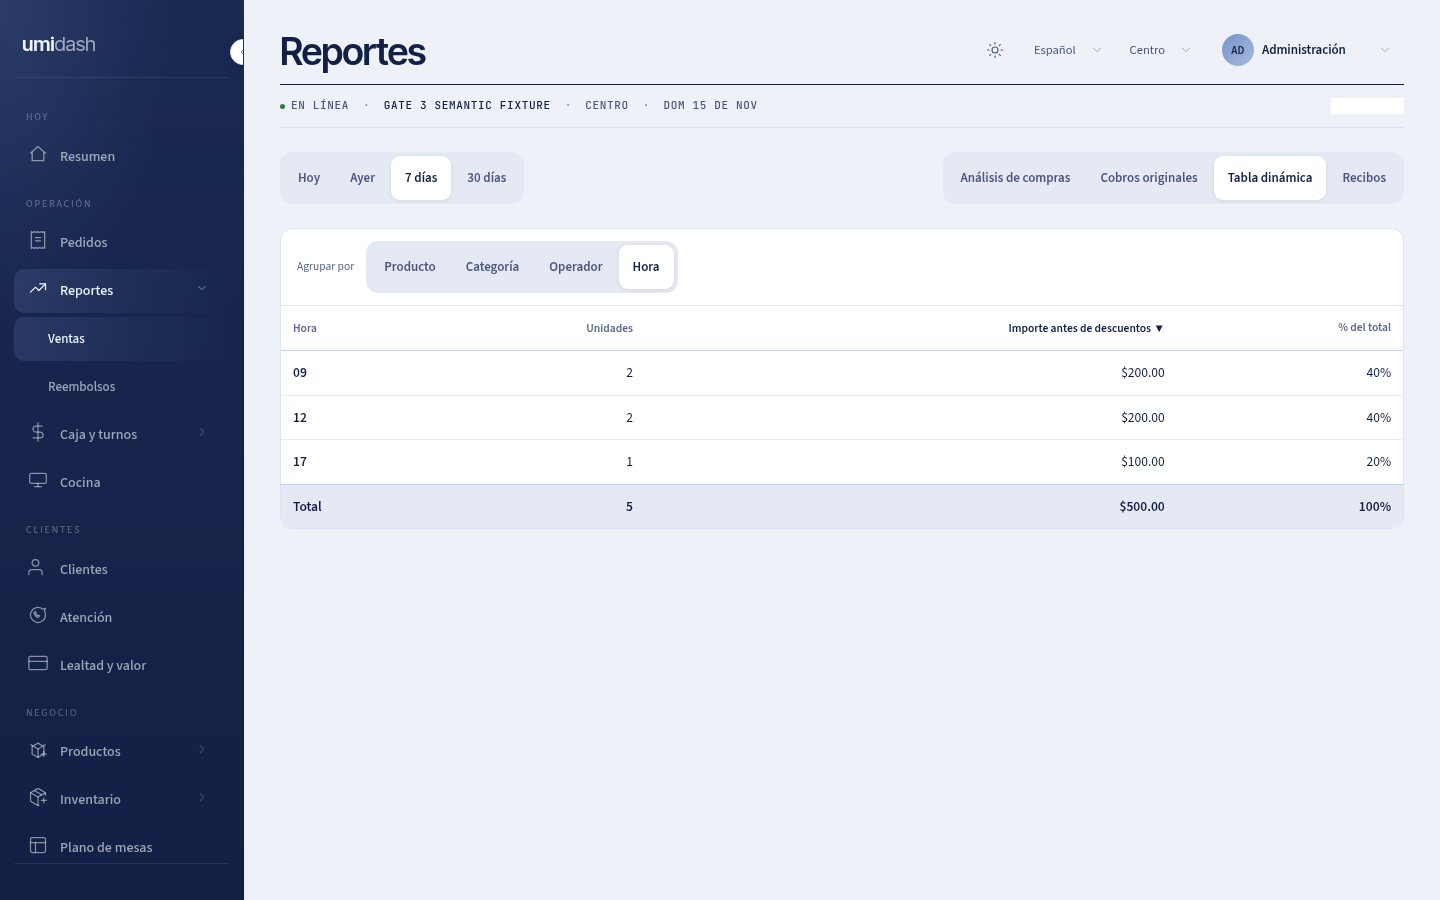 umidash
HOY
Resumen
OPERACIÓN
Pedidos
Reportes
Ventas
Reembolsos
Caja y turnos
Cocina
CLIENTES
Clientes
Atención
Lealtad y valor
NEGOCIO
Productos
Inventario
Plano de mesas
Reportes
Español
Centro
AD
Administración
EN LÍNEA · GATE 3 SEMANTIC FIXTURE · CENTRO · DOM 15 DE NOV
Hoy Ayer 7 días 30 días
Análisis de compras Cobros originales Tabla dinámica Recibos
Agrupar por Producto Categoría Operador Hora
Hora Unidades Importe antes de descuentos ▼ % del total
09 2 $200.00 40%
12 2 $200.00 40%
17 1 $100.00 20%
Total 5 $500.00 100%